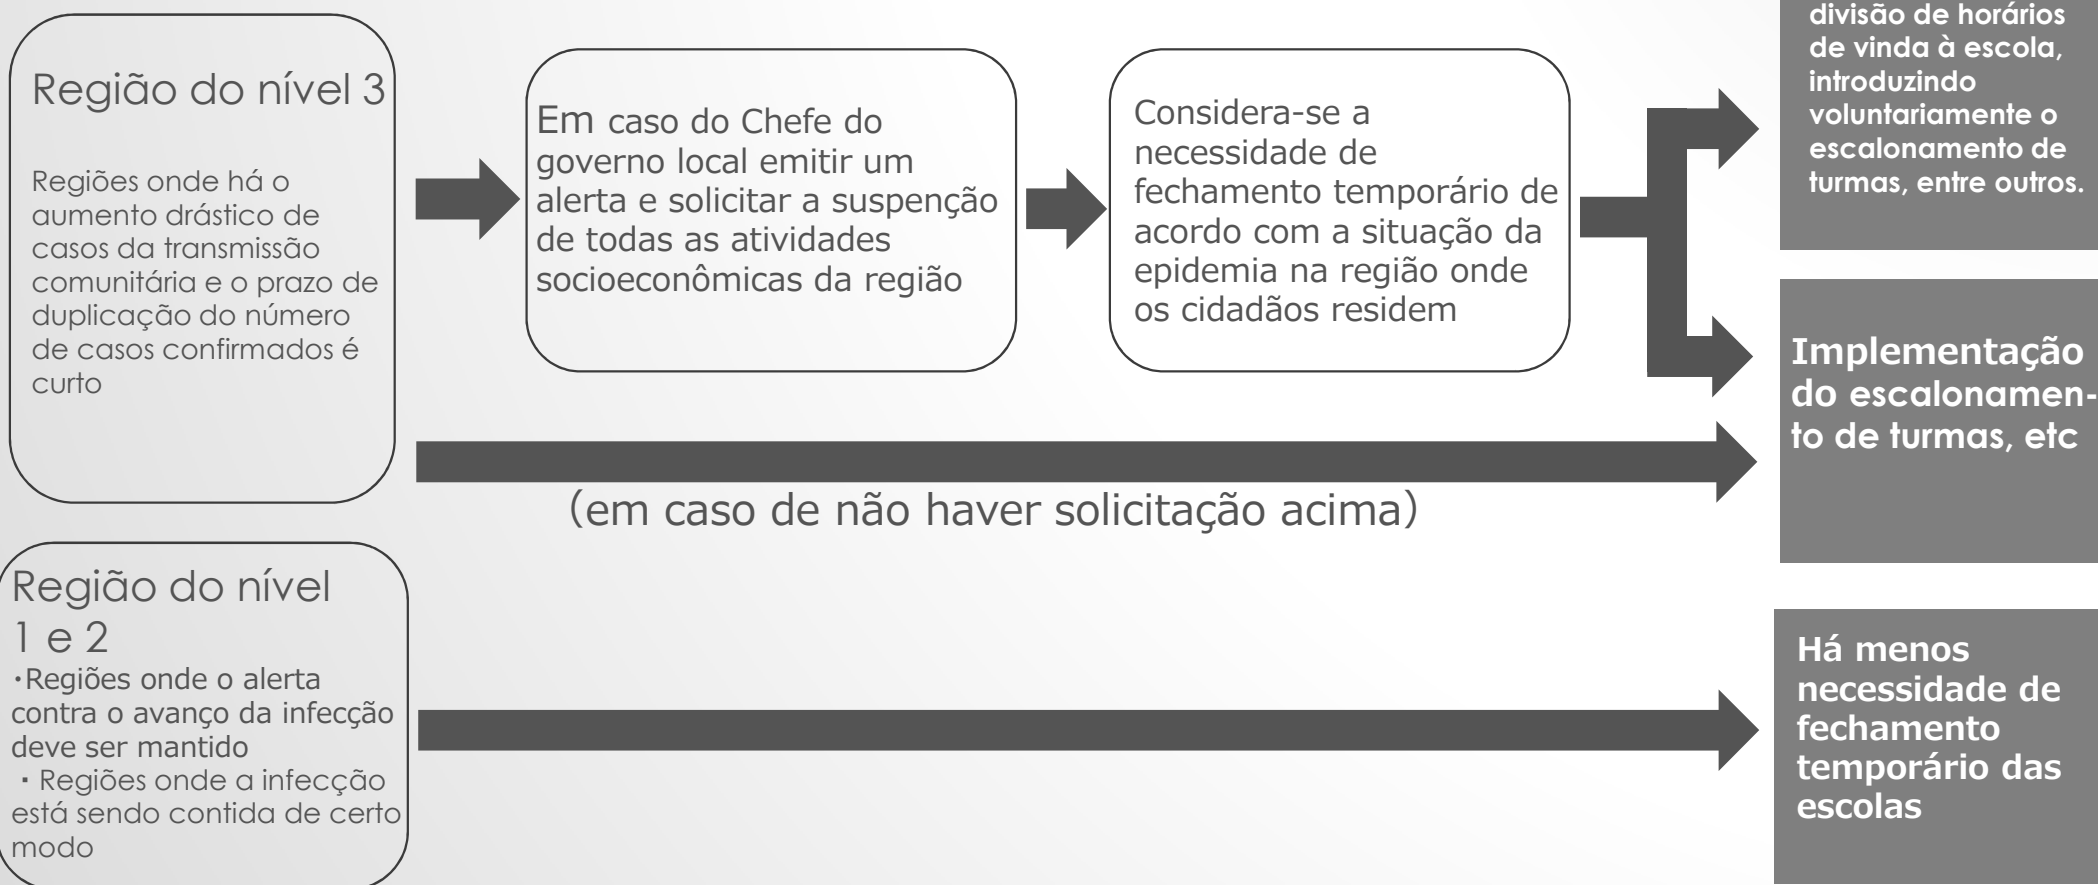 Região do nível 3
Regiões onde há o
aumento drástico de
casos da transmissão
comunitária e o prazo de
duplicação do número
de casos confirmados é
curto
Em caso do Chefe do
governo local emitir um
alerta e solicitar a suspenção
de todas as atividades
socioeconômicas da região
Considera-se a
necessidade de
fechamento temporário de
acordo com a situação da
epidemia na região onde
os cidadãos residem
divisão de horários
de vinda à escola,
introduzindo
voluntariamente o
escalonamento de
turmas, entre outros.
Implementação
do escalonamen-
to de turmas, etc
(em caso de não haver solicitação acima)
Região do nível
1 e 2
・Regiões onde o alerta
contra o avanço da infecção
deve ser mantido
・Regiões onde a infecção
está sendo contida de certo
modo
Há menos
necessidade de
fechamento
temporário das
escolas